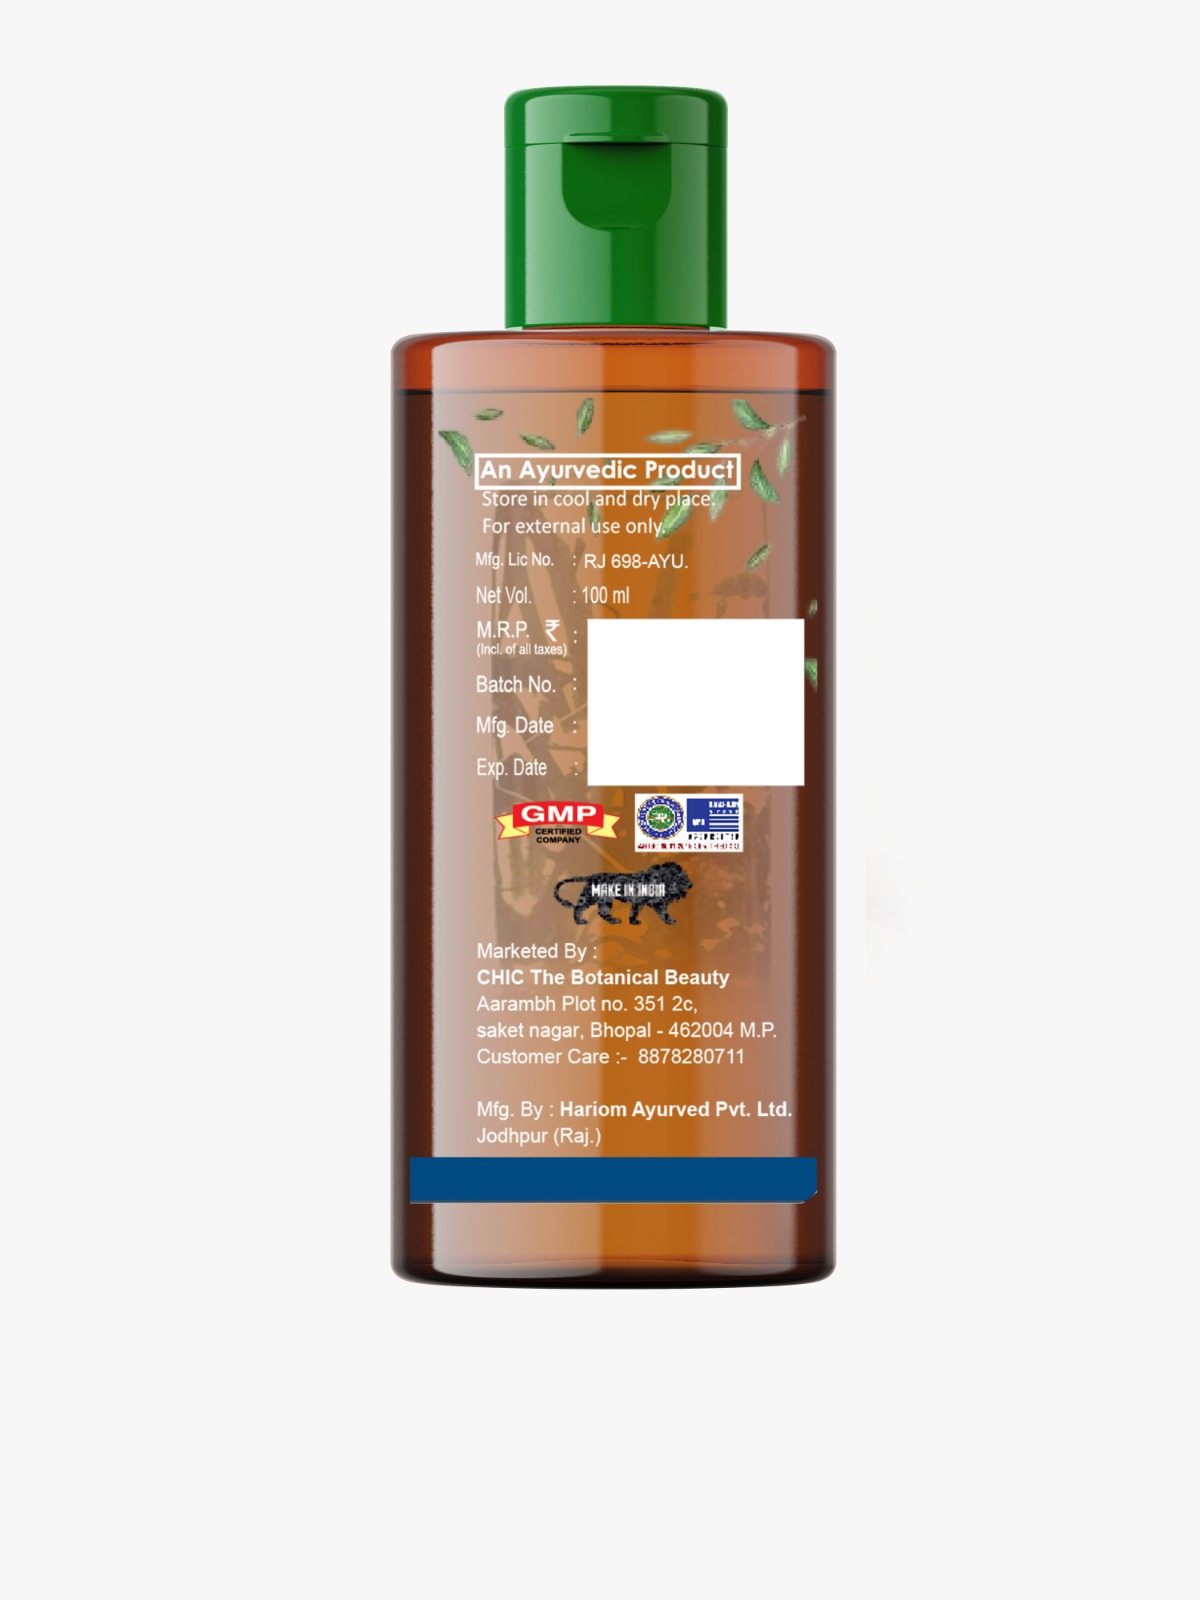 An Ayurvedic Product
Store in cool and dry place.
For external use only.
Mfg. Lic No. : RJ 698-AYU.
Net Vol. : 100 ml
M.R.P. ₹ :
(Incl. of all taxes)
Batch No. :
Mfg. Date :
Exp. Date :
GMP
CERTIFIED
COMPANY
MAKE IN INDIA
Marketed By :
CHIC The Botanical Beauty
Aarambh Plot no. 351 2c,
saket nagar, Bhopal - 462004 M.P.
Customer Care :- 8878280711
Mfg. By : Hariom Ayurved Pvt. Ltd.
Jodhpur (Raj.)